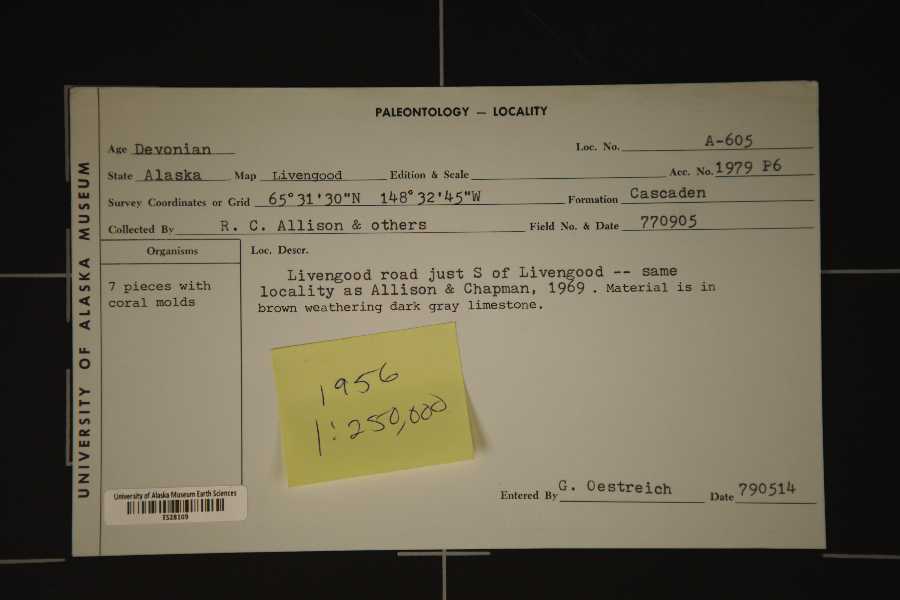 PALEONTOLOGY — LOCALITY
Age Devonian Loc. No. A-605
State Alaska Map Livengood Edition & Scale Acc. No. 1979 P6
Survey Coordinates or Grid 65°31'30"N 148°32'45"W Formation Cascaden
Collected By R. C. Allison & others Field No. & Date 770905
Organisms Loc. Descr.
7 pieces with
coral molds
Livengood road just S of Livengood -- same
locality as Allison & Chapman, 1969 . Material is in
brown weathering dark gray limestone.
1956
1:250,000
Entered By G. Oestreich Date 790514
University of Alaska Museum Earth Sciences
ES28109
UNIVERSITY OF ALASKA MUSEUM